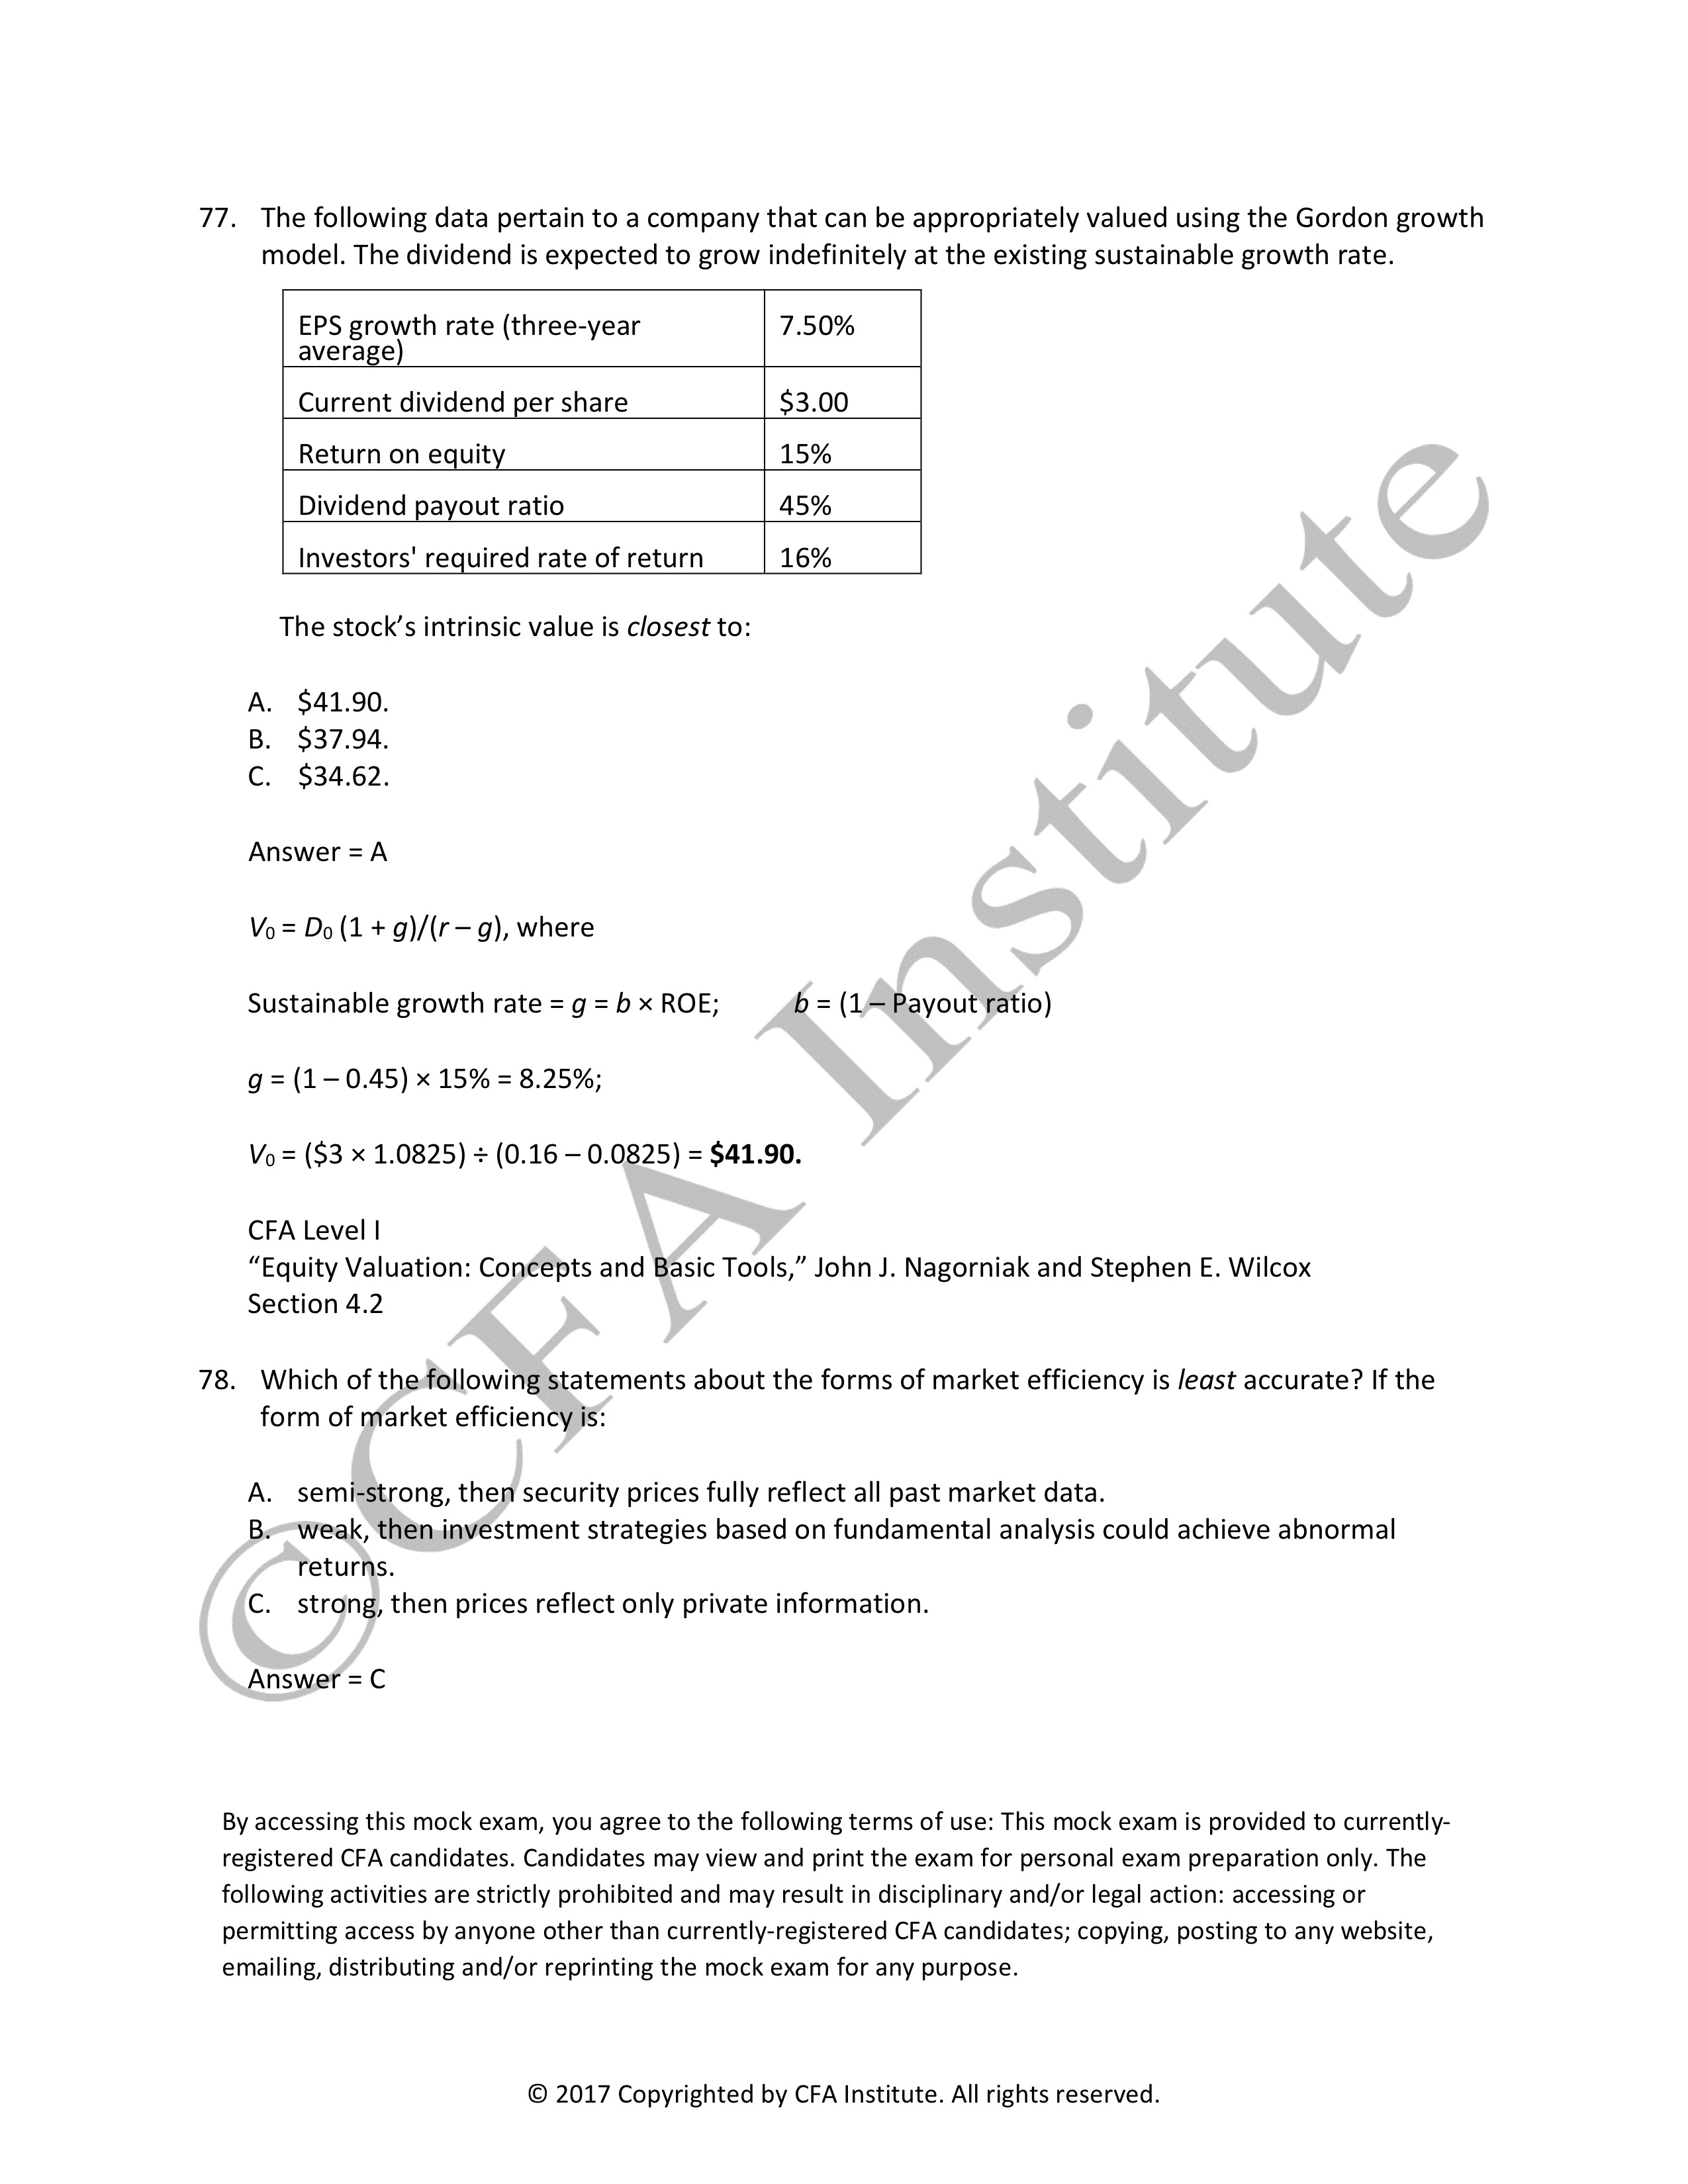 77. The following data pertain to a company that can be appropriately valued using the Gordon growth
model. The dividend is expected to grow indefinitely at the existing sustainable growth rate.
EPS growth rate (three-year
average)
7.50%
Current dividend per share
$3.00
Return on equity
15%
Dividend payout ratio
45%
Investors' required rate of return
16%
The stock’s intrinsic value is closest to:
A. $41.90.
B. $37.94.
C. $34.62.
Answer = A
V0 = D0 (1 + g)/(r – g), where
Sustainable growth rate = g = b × ROE; b = (1 – Payout ratio)
g = (1 – 0.45) × 15% = 8.25%;
V0 = ($3 × 1.0825) ÷ (0.16 – 0.0825) = $41.90.
CFA Level I
“Equity Valuation: Concepts and Basic Tools,” John J. Nagorniak and Stephen E. Wilcox
Section 4.2
78. Which of the following statements about the forms of market efficiency is least accurate? If the
form of market efficiency is:
A. semi-strong, then security prices fully reflect all past market data.
B. weak, then investment strategies based on fundamental analysis could achieve abnormal
returns.
C. strong, then prices reflect only private information.
Answer = C
By accessing this mock exam, you agree to the following terms of use: This mock exam is provided to currently-
registered CFA candidates. Candidates may view and print the exam for personal exam preparation only. The
following activities are strictly prohibited and may result in disciplinary and/or legal action: accessing or
permitting access by anyone other than currently-registered CFA candidates; copying, posting to any website,
emailing, distributing and/or reprinting the mock exam for any purpose.
© 2017 Copyrighted by CFA Institute. All rights reserved.
©CFA Institute